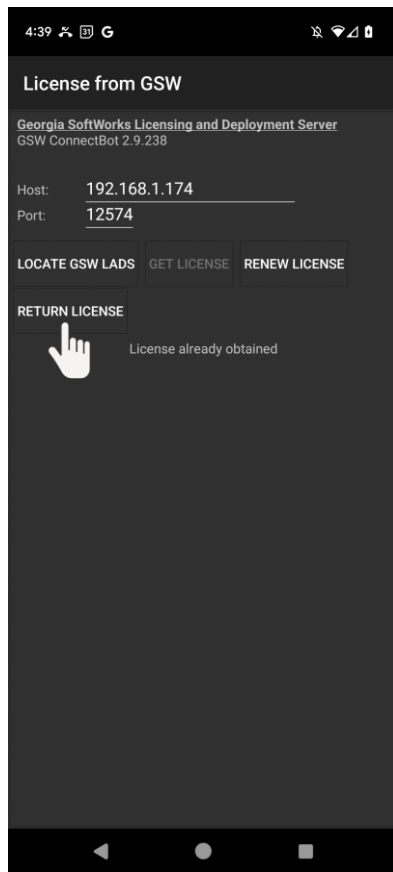 4:39 31 G
License from GSW
Georgia SoftWorks Licensing and Deployment Server
GSW ConnectBot 2.9.238
Host: 192.168.1.174
Port: 12574
LOCATE GSW LADS GET LICENSE RENEW LICENSE
RETURN LICENSE
License already obtained